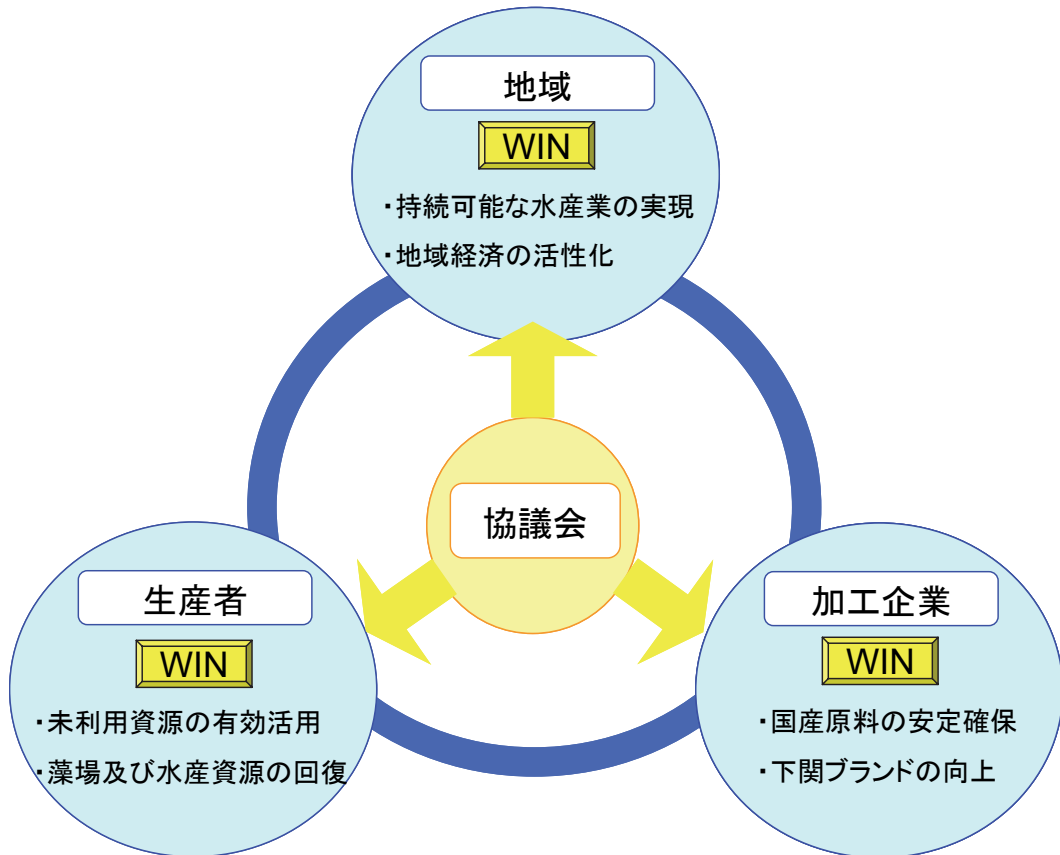 地域
WIN
・持続可能な水産業の実現
・地域経済の活性化
協議会
生産者
WIN
・未利用資源の有効活用
・藻場及び水産資源の回復
加工企業
WIN
・国産原料の安定確保
・下関ブランドの向上